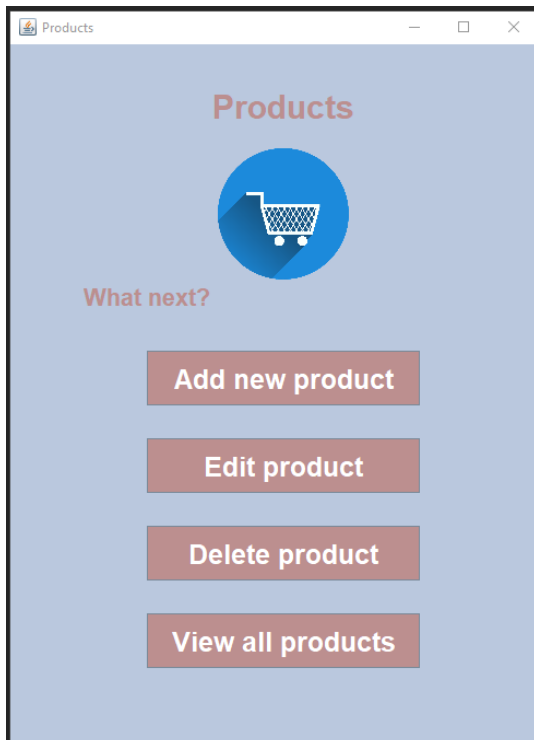 Products
Products
What next?
Add new product
Edit product
Delete product
View all products